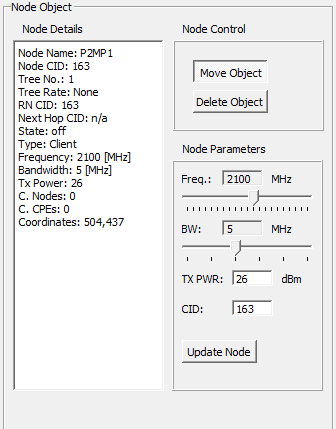 Node Object
Node Details
Node Name: P2MP1
Node CID: 163
Tree No.: 1
Tree Rate: None
RN CID: 163
Next Hop CID: n/a
State: off
Type: Client
Frequency: 2100 [MHz]
Bandwidth: 5 [MHz]
Tx Power: 26
C. Nodes: 0
C. CPEs: 0
Coordinates: 504,437
Node Control
Move Object
Delete Object
Node Parameters
Freq.: 2100 MHz
BW: 5 MHz
TX PWR: 26 dBm
CID: 163
Update Node